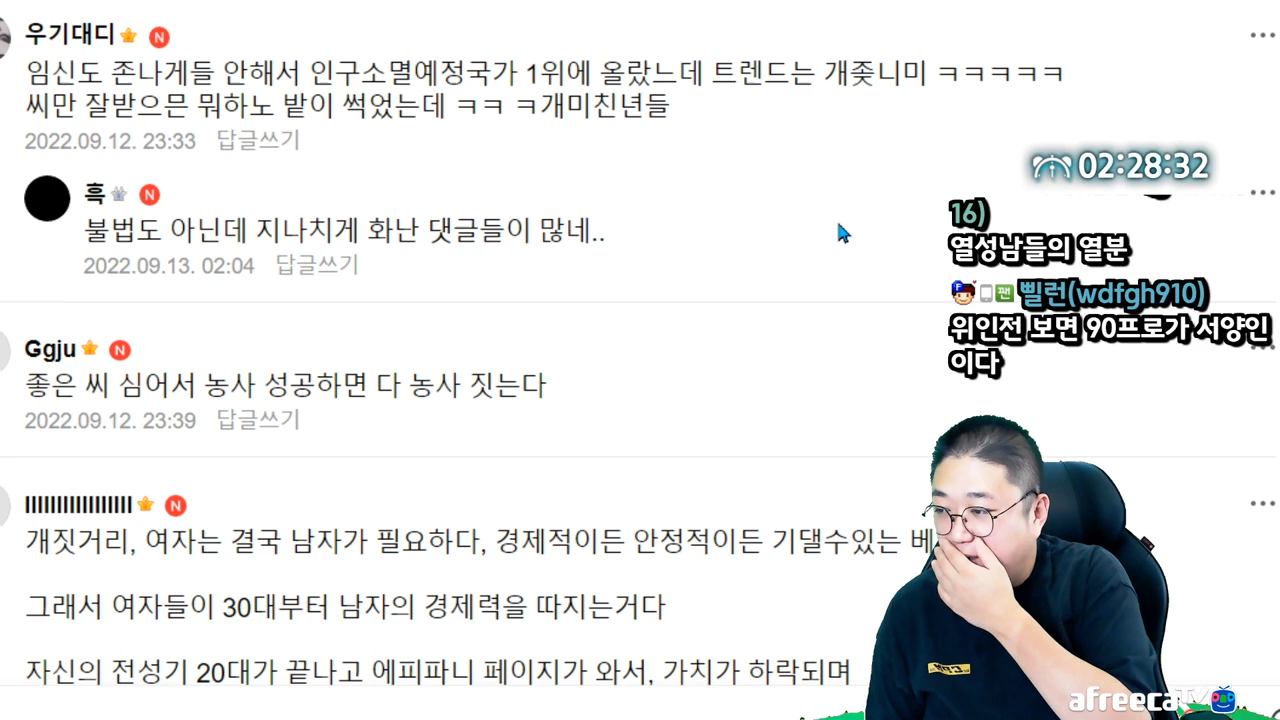 우기대디 N
임신도 존나게들 안해서 인구소멸예정국가 1위에 올랐느데 트렌드는 개좆니미 ㅋㅋㅋㅋㅋ
씨만 잘받으믄 뭐하노 밭이 썩었는데 ㅋㅋ ㅋ개미친년들
2022.09.12. 23:33 답글쓰기
02:28:32
흑 N
불법도 아닌데 지나치게 화난 댓글들이 많네..
2022.09.13. 02:04 답글쓰기
16)
열성남들의 열분
F 팬 삘런(wdfgh910)
위인전 보면 90프로가 서양인
이다
Ggju N
좋은 씨 심어서 농사 성공하면 다 농사 짓는다
2022.09.12. 23:39 답글쓰기
lllllllllllllllll N
개짓거리, 여자는 결국 남자가 필요하다, 경제적이든 안정적이든 기댈수있는
그래서 여자들이 30대부터 남자의 경제력을 따지는거다
자신의 전성기 20대가 끝나고 에피파니 페이지가 와서, 가치가 하락되며
afreecaTV